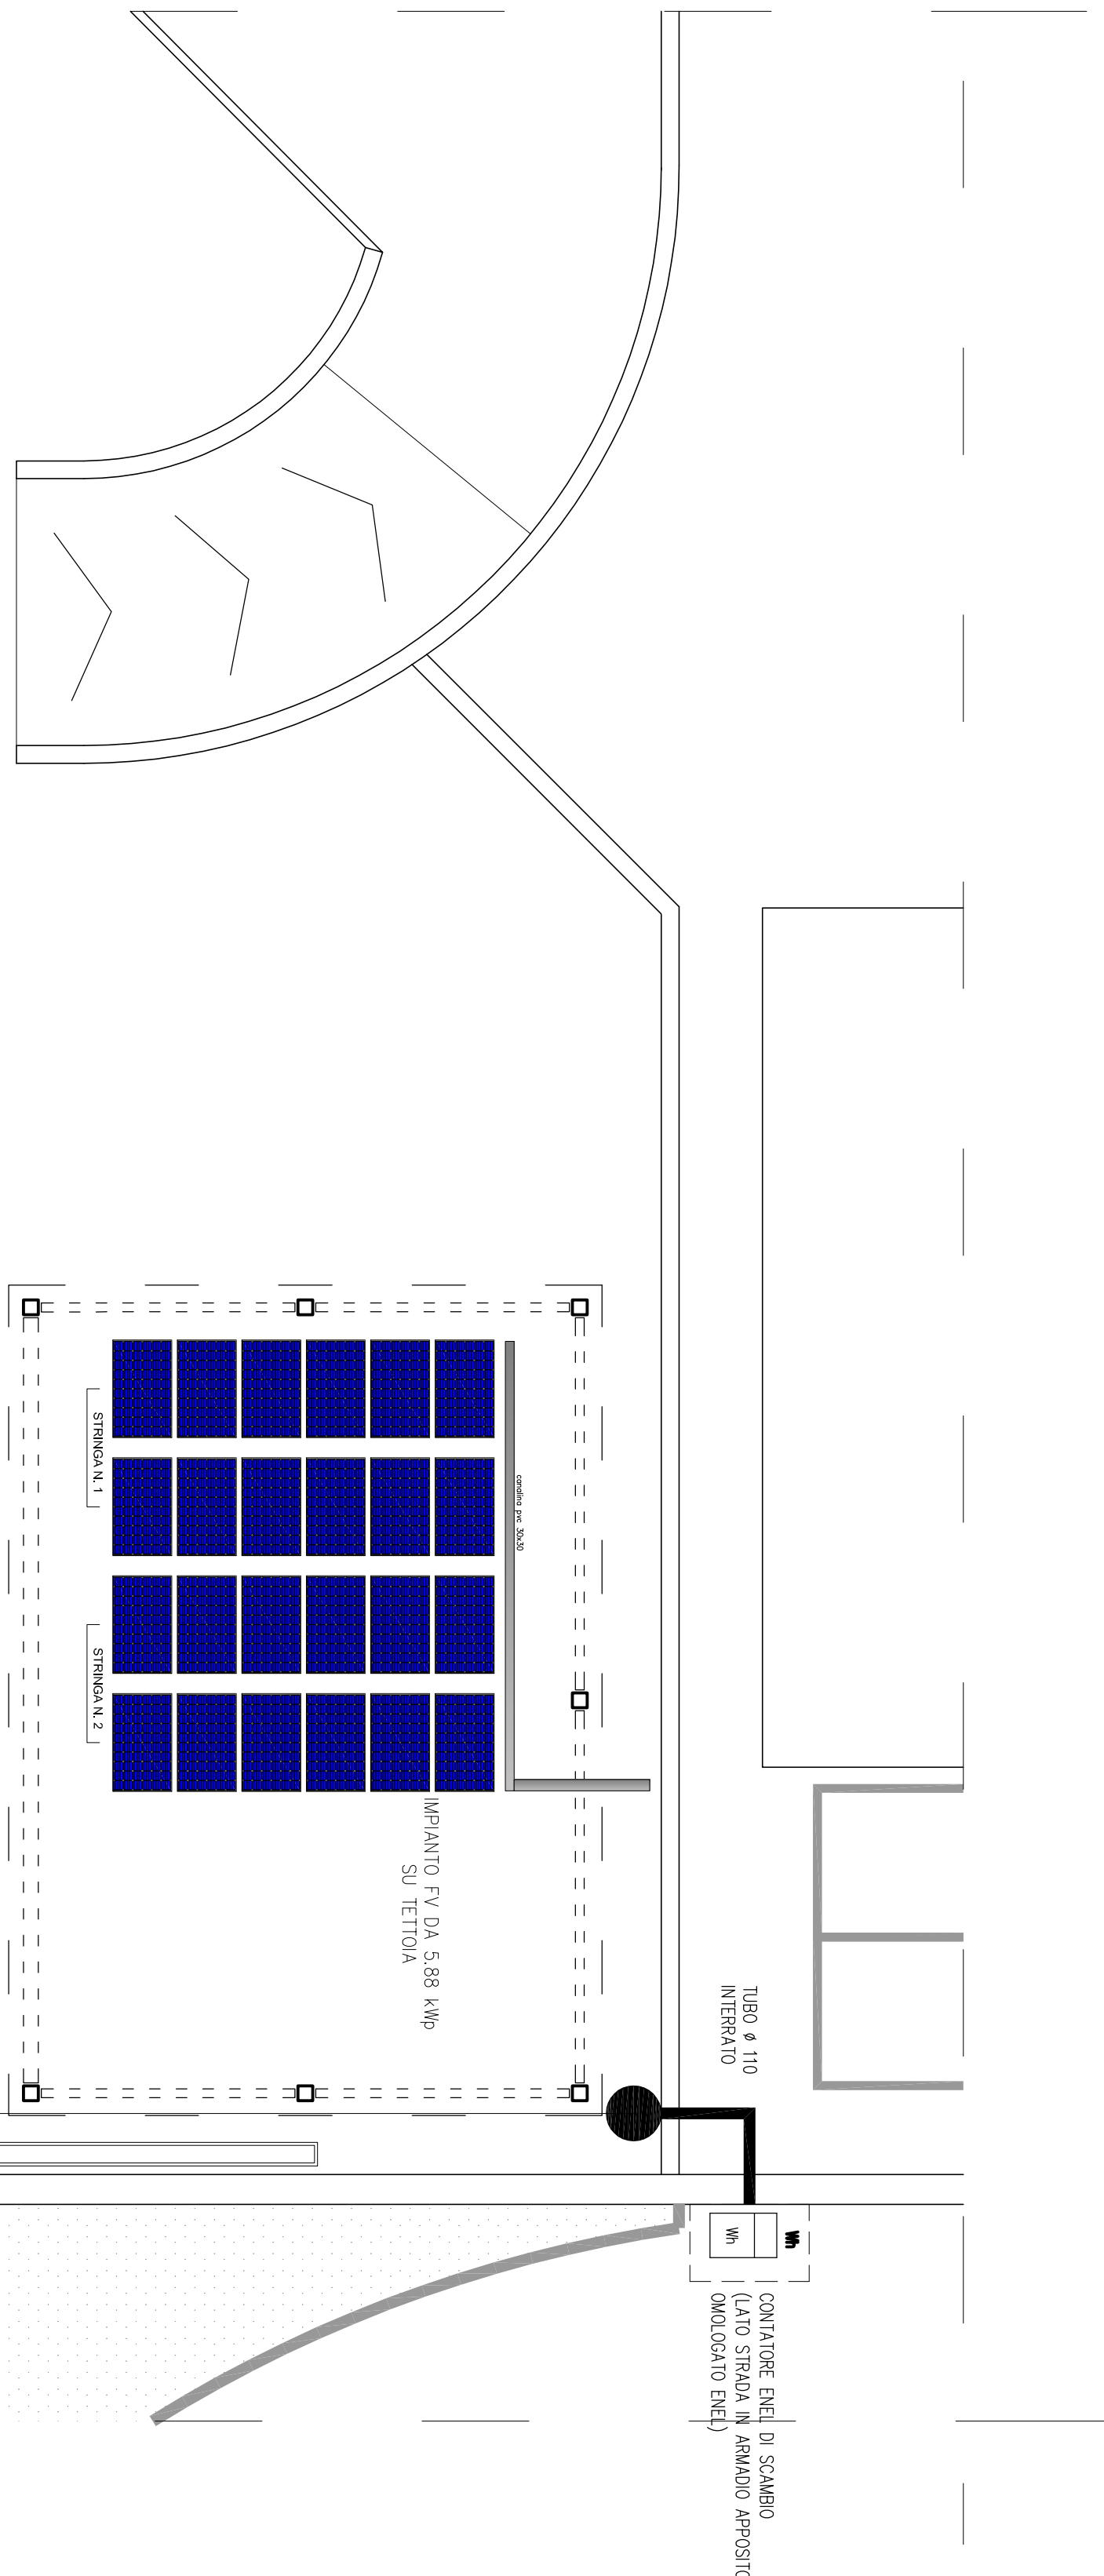 STRINGA N. 1
STRINGA N. 2
canalina pvc 30x30
IMPIANTO FV DA 5.88 kWp
SU TETTOIA
TUBO ø 110
INTERRATO
Wh
Wh
CONTATORE ENEL DI SCAMBIO
(LATO STRADA IN ARMADIO APPOSITO
OMOLOGATO ENEL)